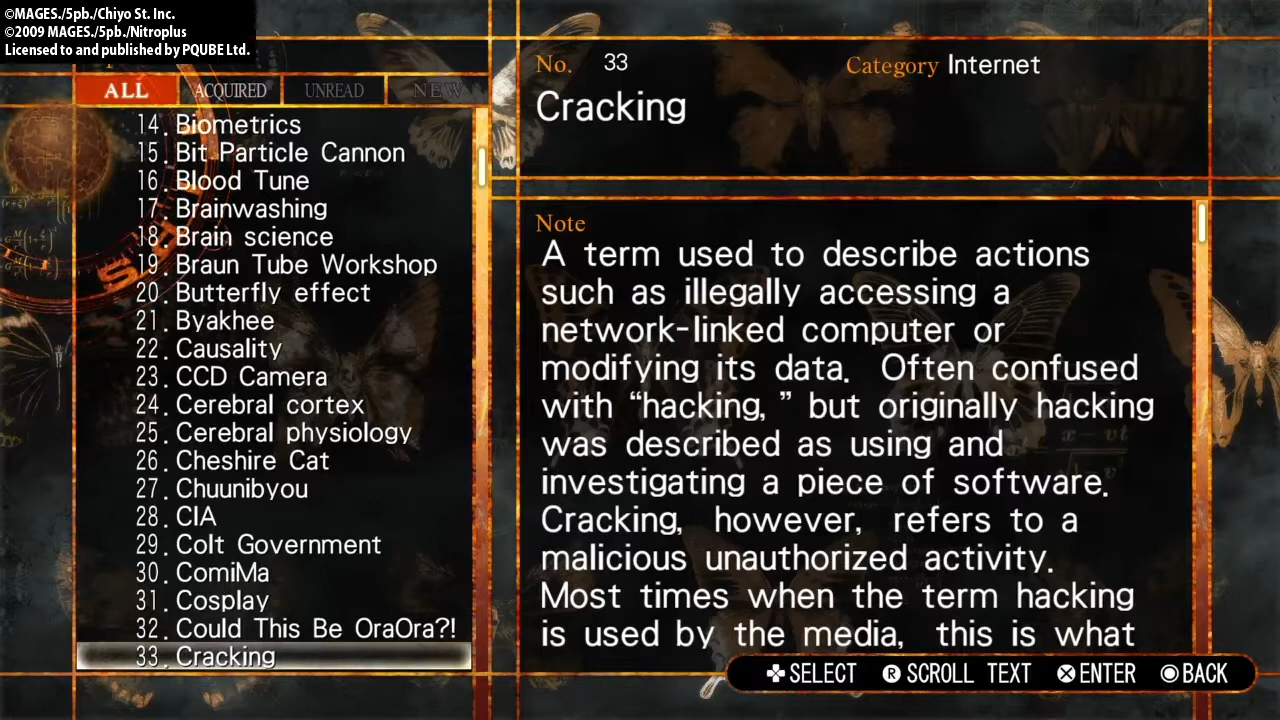 ©MAGES./5pb./Chiyo St. Inc.
©2009 MAGES./5pb./Nitroplus
Licensed to and published by PQUBE Ltd.
ALL
ACQUIRED
UNREAD
NEW
14. Biometrics
15. Bit Particle Cannon
16. Blood Tune
17. Brainwashing
18. Brain science
19. Braun Tube Workshop
20. Butterfly effect
21. Byakhee
22. Causality
23. CCD Camera
24. Cerebral cortex
25. Cerebral physiology
26. Cheshire Cat
27. Chuunibyou
28. CIA
29. Colt Government
30. ComiMa
31. Cosplay
32. Could This Be OraOra?!
33. Cracking
No. 33
Category Internet
Cracking
Note
A term used to describe actions
such as illegally accessing a
network-linked computer or
modifying its data. Often confused
with “hacking, ” but originally hacking
was described as using and
investigating a piece of software.
Cracking, however, refers to a
malicious unauthorized activity.
Most times when the term hacking
is used by the media, this is what
SELECT
R SCROLL TEXT
ENTER
BACK